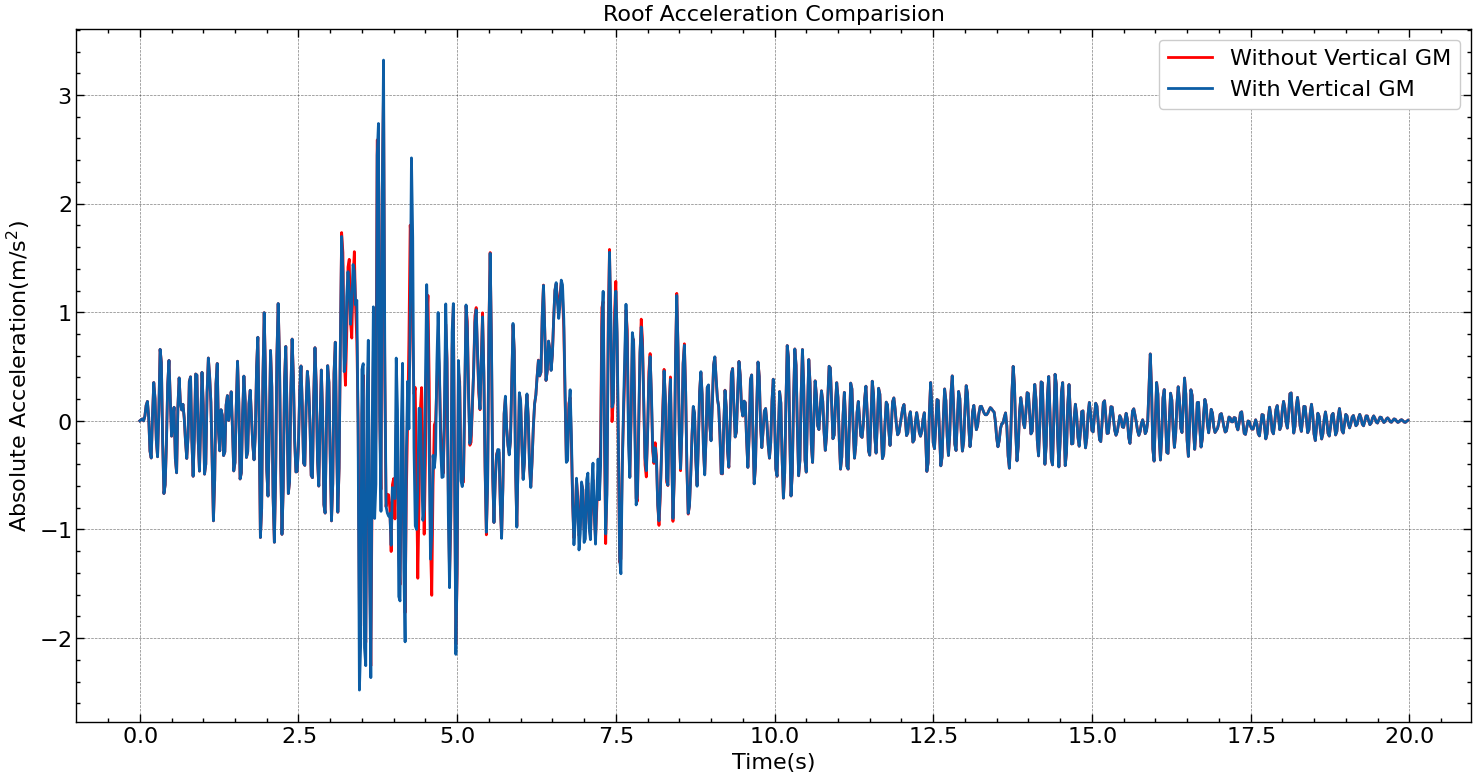 Roof Acceleration Comparision
Without Vertical GM
With Vertical GM
Absolute Acceleration(m/s²)
3
2
1
0
−1
−2
0.0 2.5 5.0 7.5 10.0 12.5 15.0 17.5 20.0
Time(s)